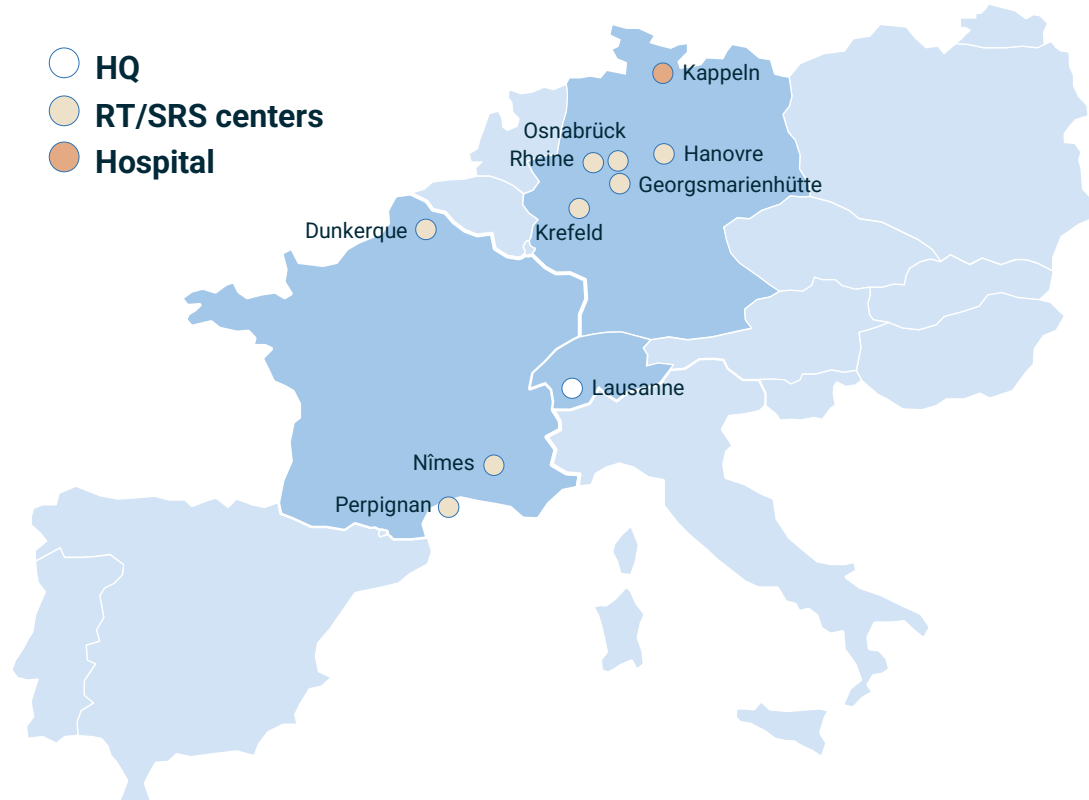 HQ
RT/SRS centers
Hospital
Kappeln
Osnabrück
Rheine
Hanovre
Georgsmarienhütte
Krefeld
Dunkerque
Lausanne
Nîmes
Perpignan